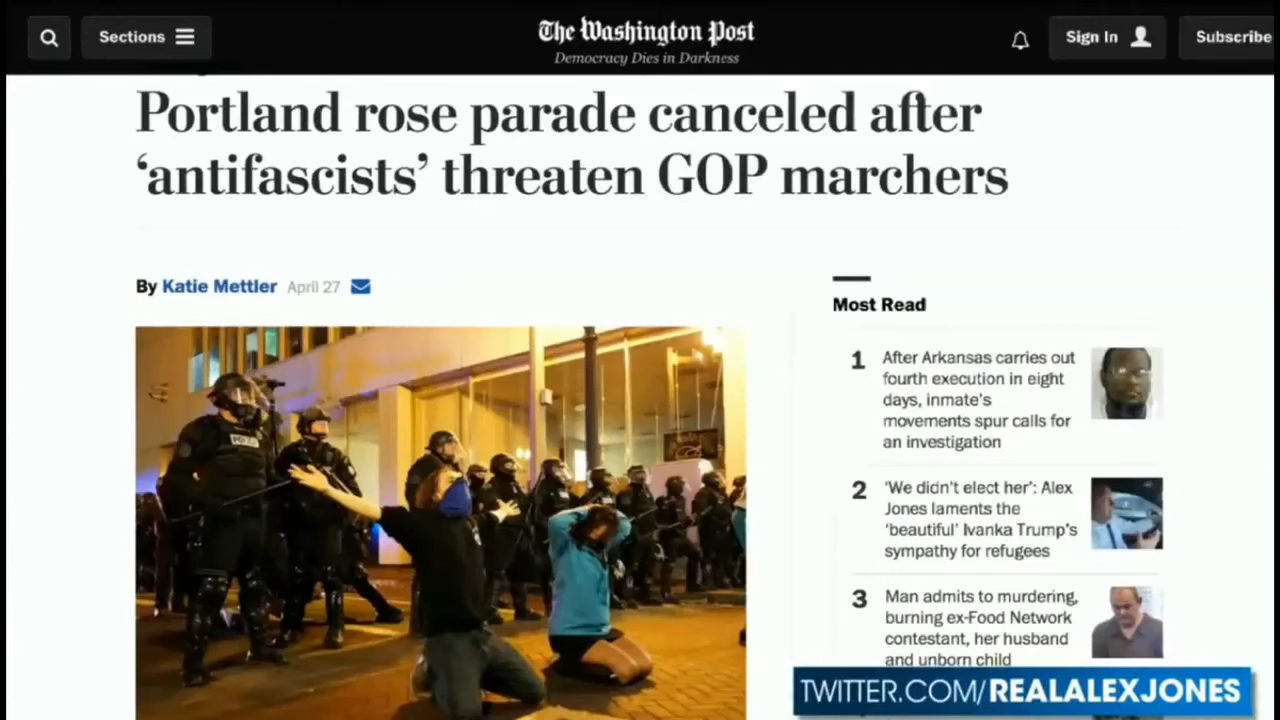 Sections
The Washington Post
Democracy Dies in Darkness
Sign In
Subscribe
Portland rose parade canceled after
‘antifascists’ threaten GOP marchers
By Katie Mettler April 27
Most Read
1
After Arkansas carries out
fourth execution in eight
days, inmate’s
movements spur calls for
an investigation
2
‘We didn’t elect her’: Alex
Jones laments the
‘beautiful’ Ivanka Trump’s
sympathy for refugees
3
Man admits to murdering,
burning ex-Food Network
contestant, her husband
and unborn child
TWITTER.COM/REALALEXJONES